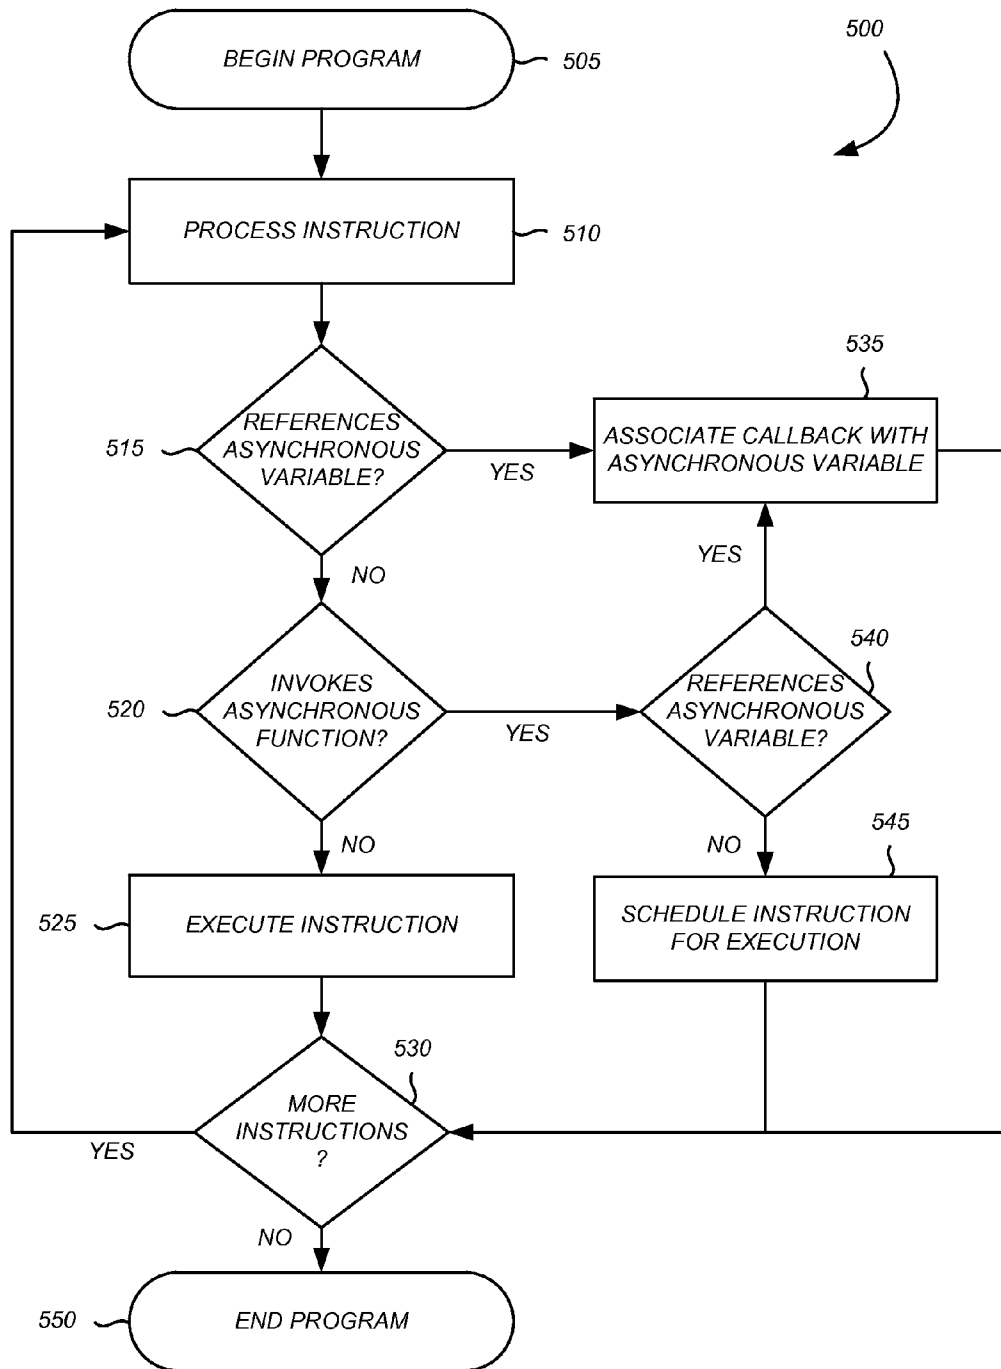 BEGIN PROGRAM
505
500
PROCESS INSTRUCTION
510
REFERENCES
ASYNCHRONOUS
VARIABLE?
515
YES
NO
535
ASSOCIATE CALLBACK WITH
ASYNCHRONOUS VARIABLE
YES
INVOKES
ASYNCHRONOUS
FUNCTION?
520
YES
NO
540
REFERENCES
ASYNCHRONOUS
VARIABLE?
NO
545
SCHEDULE INSTRUCTION
FOR EXECUTION
525
EXECUTE INSTRUCTION
530
MORE
INSTRUCTIONS
?
YES
NO
550
END PROGRAM